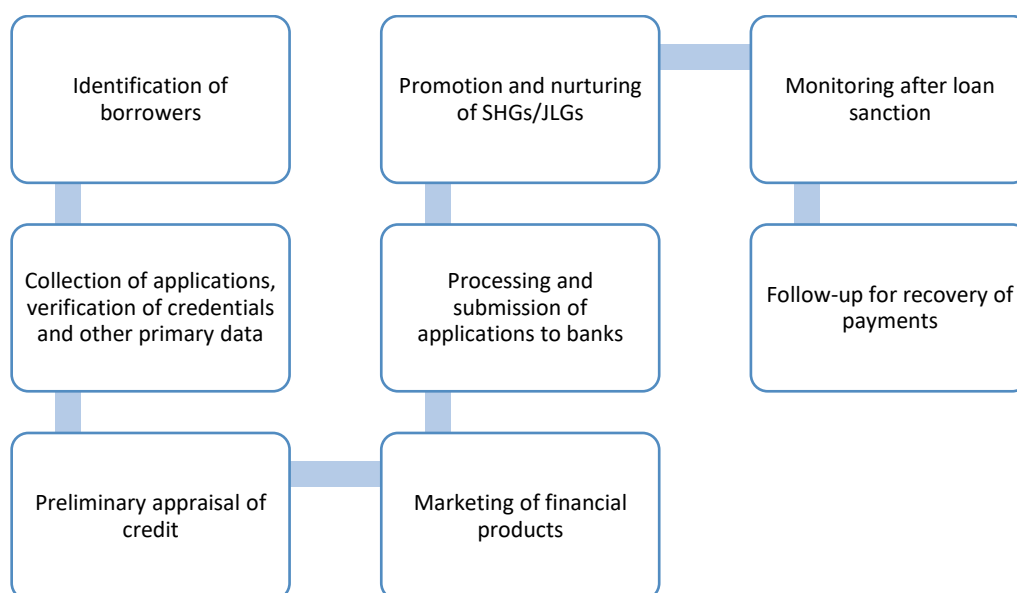 Identification of
borrowers
Collection of applications,
verification of credentials
and other primary data
Preliminary appraisal of
credit
Marketing of financial
products
Processing and
submission of
applications to banks
Promotion and nurturing
of SHGs/JLGs
Monitoring after loan
sanction
Follow-up for recovery of
payments